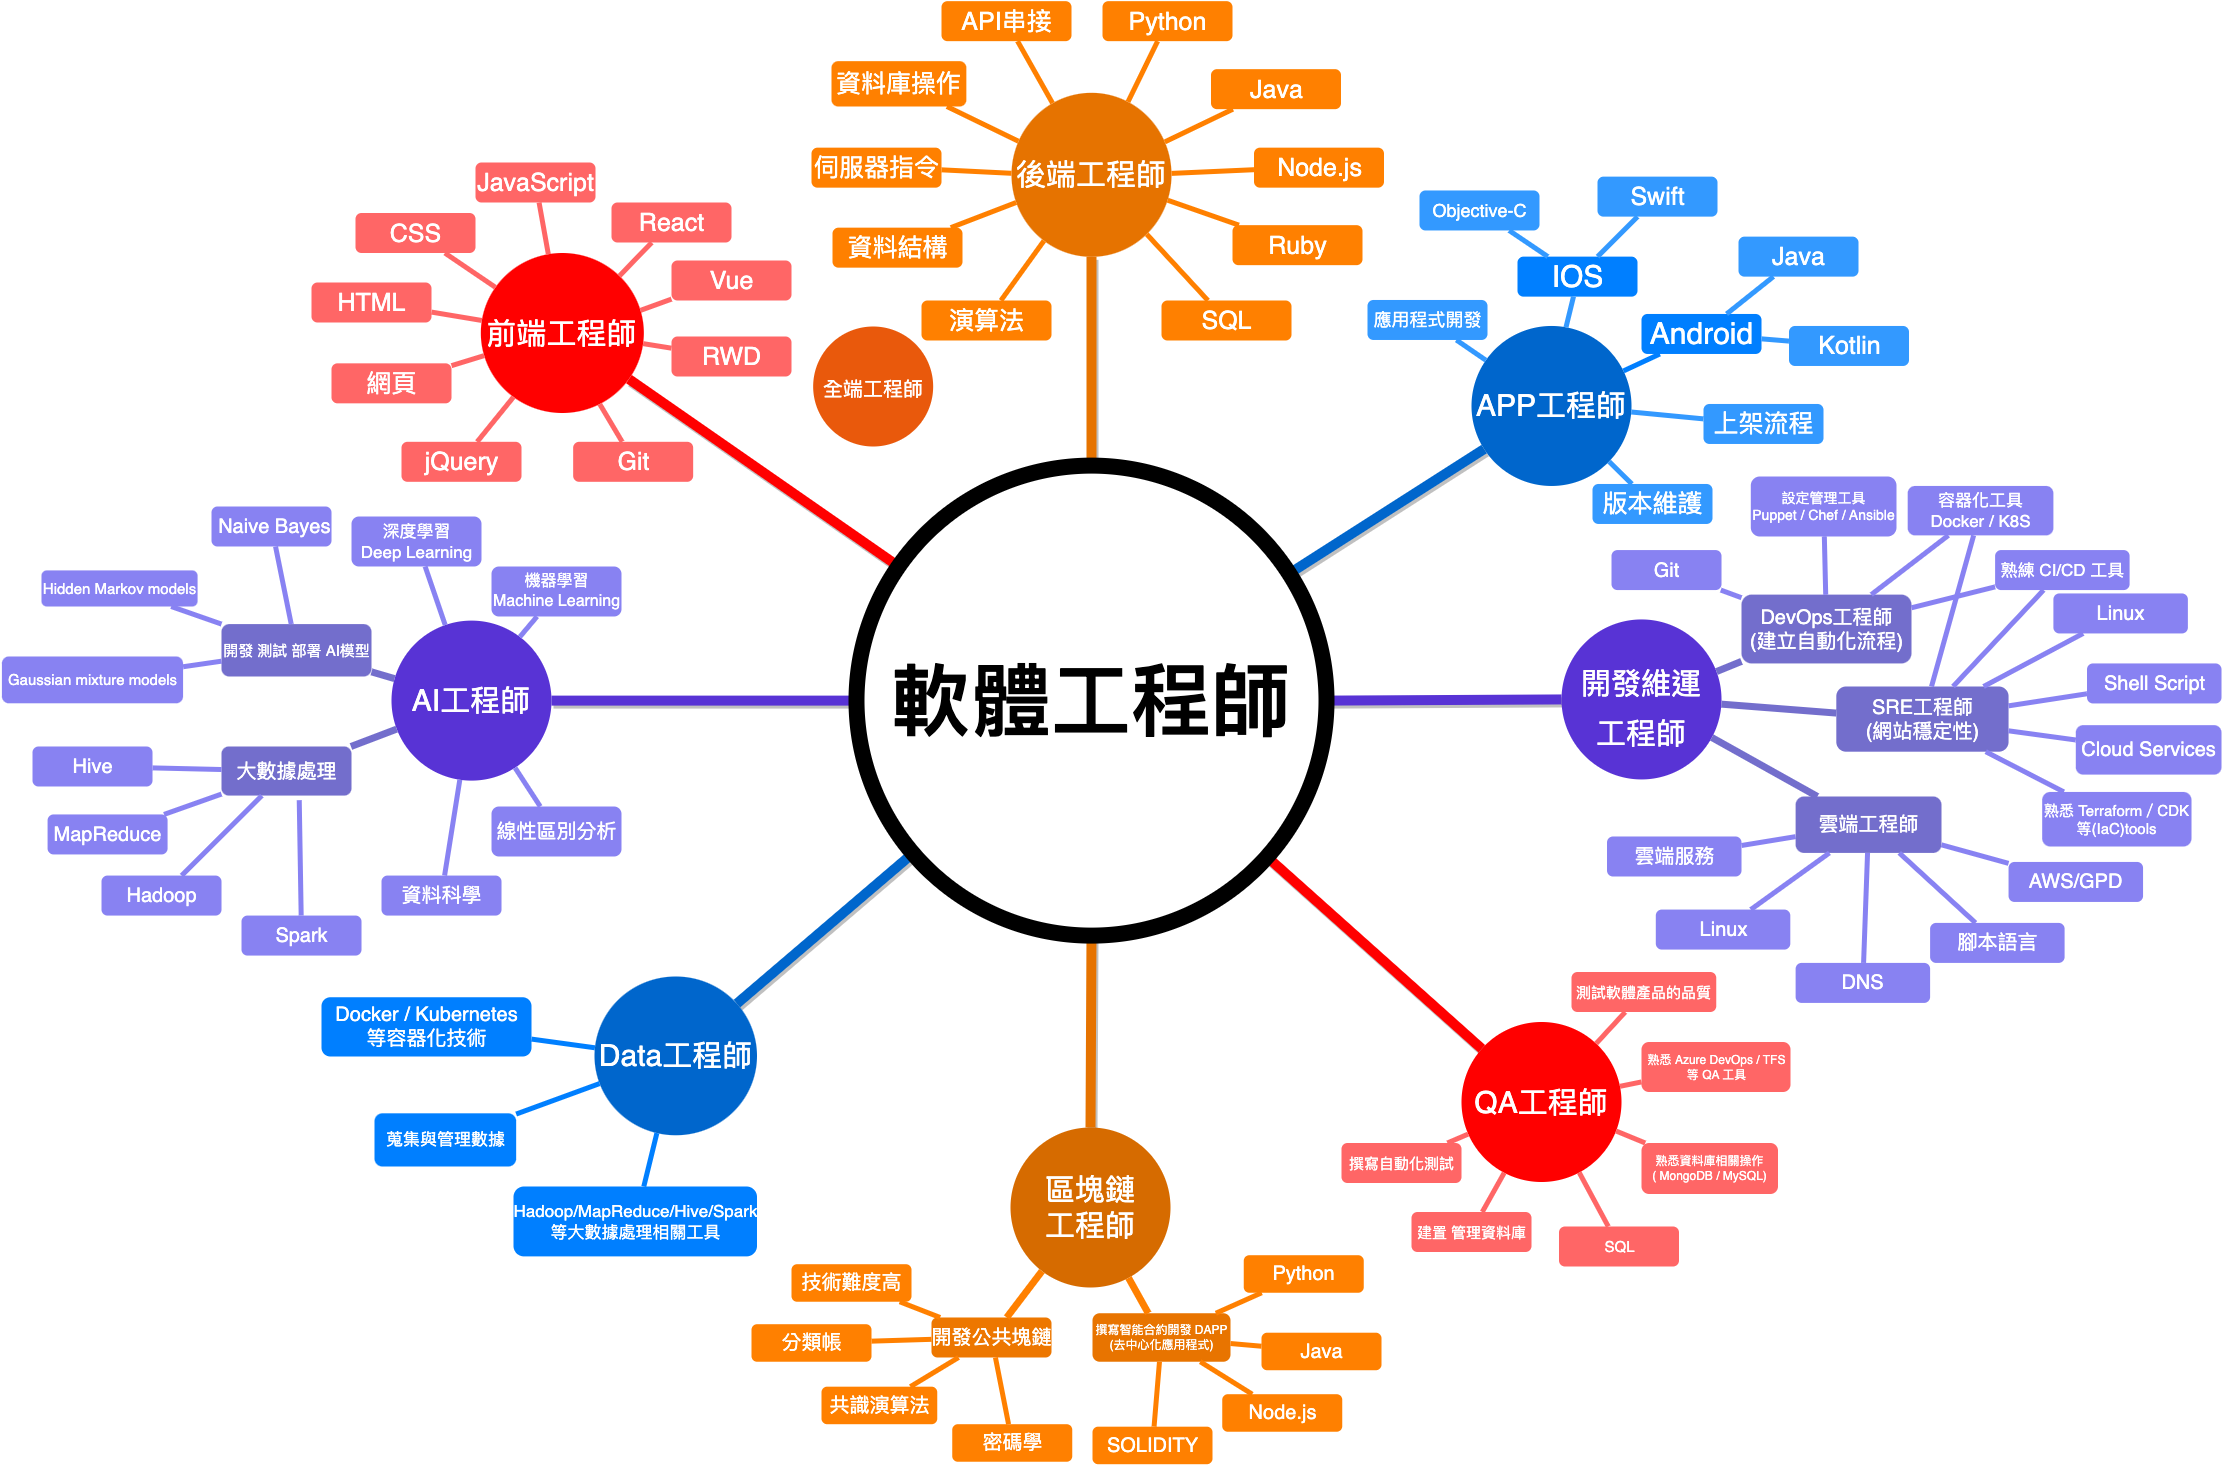 軟體工程師
後端工程師
API串接
Python
資料庫操作
Java
伺服器指令
Node.js
資料結構
Ruby
演算法
SQL
前端工程師
JavaScript
React
CSS
Vue
HTML
RWD
網頁
jQuery
Git
全端工程師
APP工程師
IOS
Objective-C
Swift
Android
Java
Kotlin
應用程式開發
上架流程
版本維護
AI工程師
深度學習
Deep Learning
機器學習
Machine Learning
開發 測試 部署 AI模型
Naive Bayes
Hidden Markov models
Gaussian mixture models
大數據處理
Hive
MapReduce
Hadoop
Spark
資料科學
線性區別分析
開發維運
工程師
DevOps工程師
(建立自動化流程)
Git
設定管理工具
Puppet / Chef / Ansible
容器化工具
Docker / K8S
熟練 CI/CD 工具
SRE工程師
(網站穩定性)
Linux
Shell Script
Cloud Services
熟悉 Terraform / CDK
等(IaC)tools
雲端工程師
雲端服務
Linux
DNS
腳本語言
AWS/GPD
Data工程師
Docker / Kubernetes
等容器化技術
蒐集與管理數據
Hadoop/MapReduce/Hive/Spark
等大數據處理相關工具
區塊鏈
工程師
開發公共塊鏈
技術難度高
分類帳
共識演算法
密碼學
撰寫智能合約開發 DAPP
(去中心化應用程式)
Python
Java
Node.js
SOLIDITY
QA工程師
測試軟體產品的品質
熟悉 Azure DevOps / TFS
等 QA 工具
熟悉資料庫相關操作
( MongoDB / MySQL)
撰寫自動化測試
建置 管理資料庫
SQL